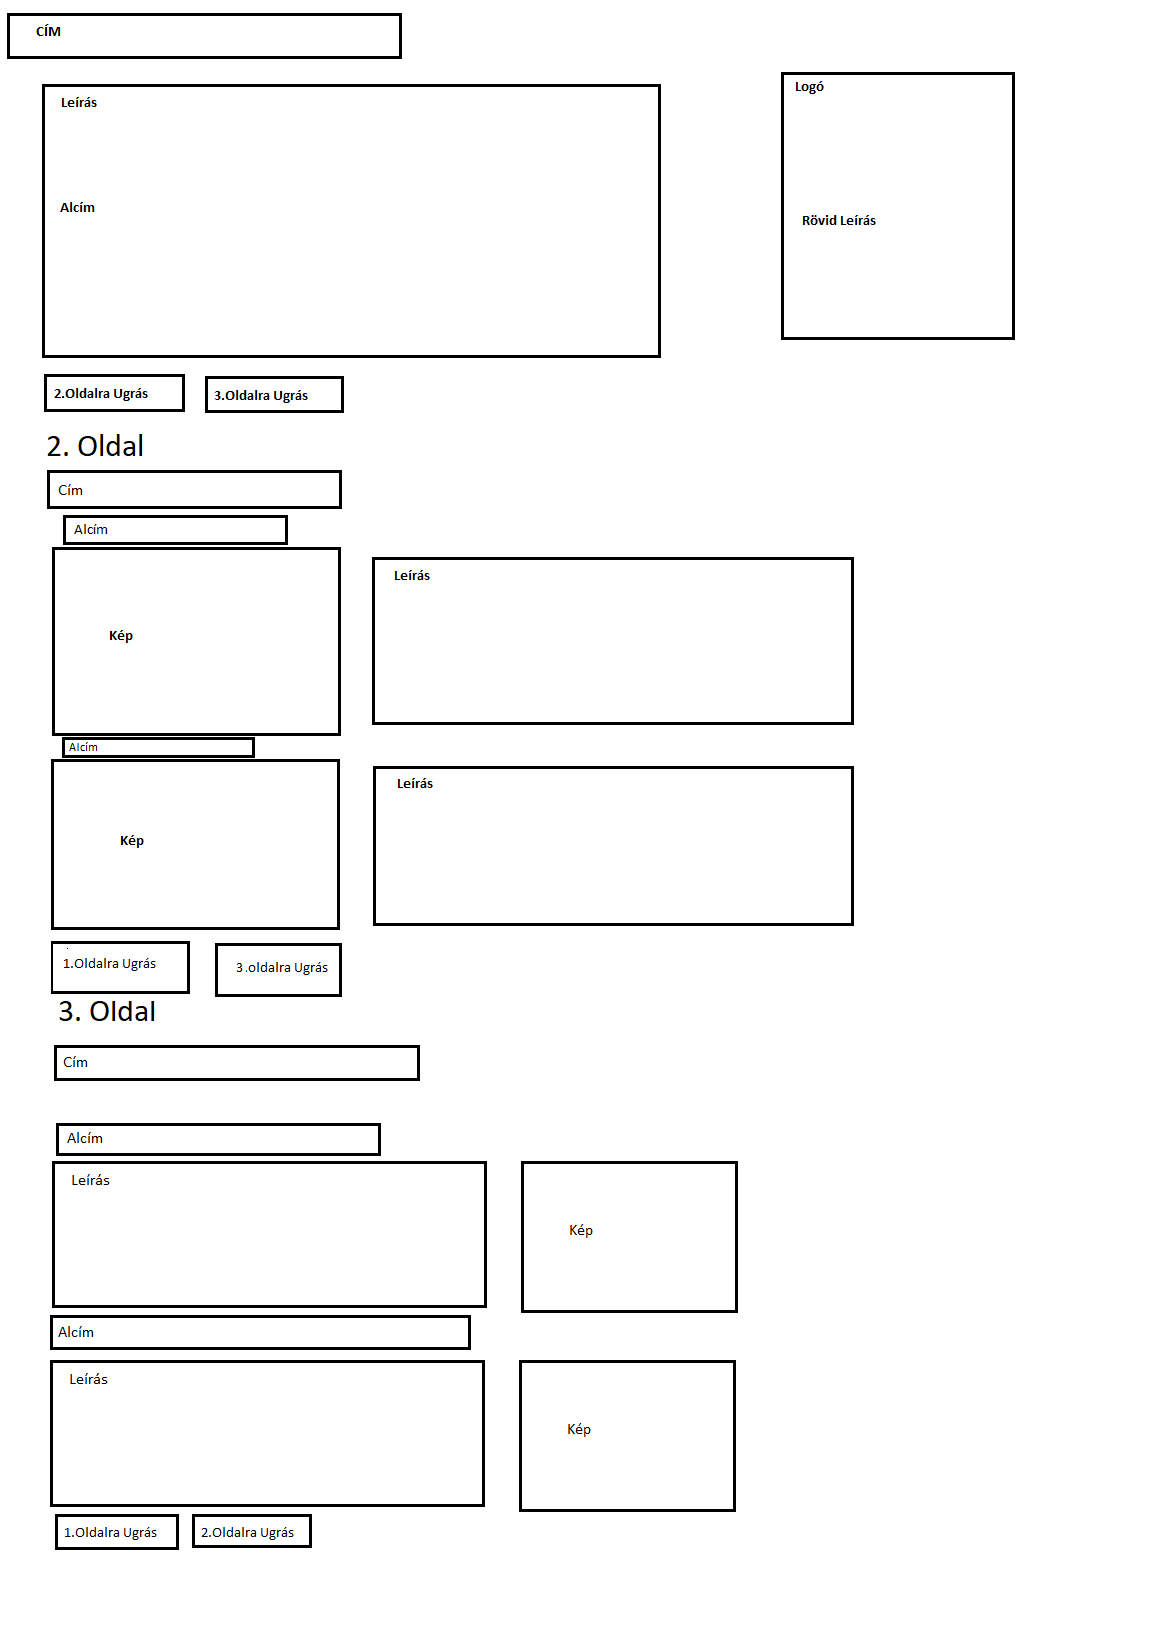 CÍM
Leírás
Alcím
Logó
Rövid Leírás
2.Oldalra Ugrás
3.Oldalra Ugrás
2. Oldal
Cím
Alcím
Kép
Leírás
Alcím
Kép
Leírás
1.Oldalra Ugrás
3.oldalra Ugrás
3. Oldal
Cím
Alcím
Leírás
Kép
Alcím
Leírás
Kép
1.Oldalra Ugrás
2.Oldalra Ugrás